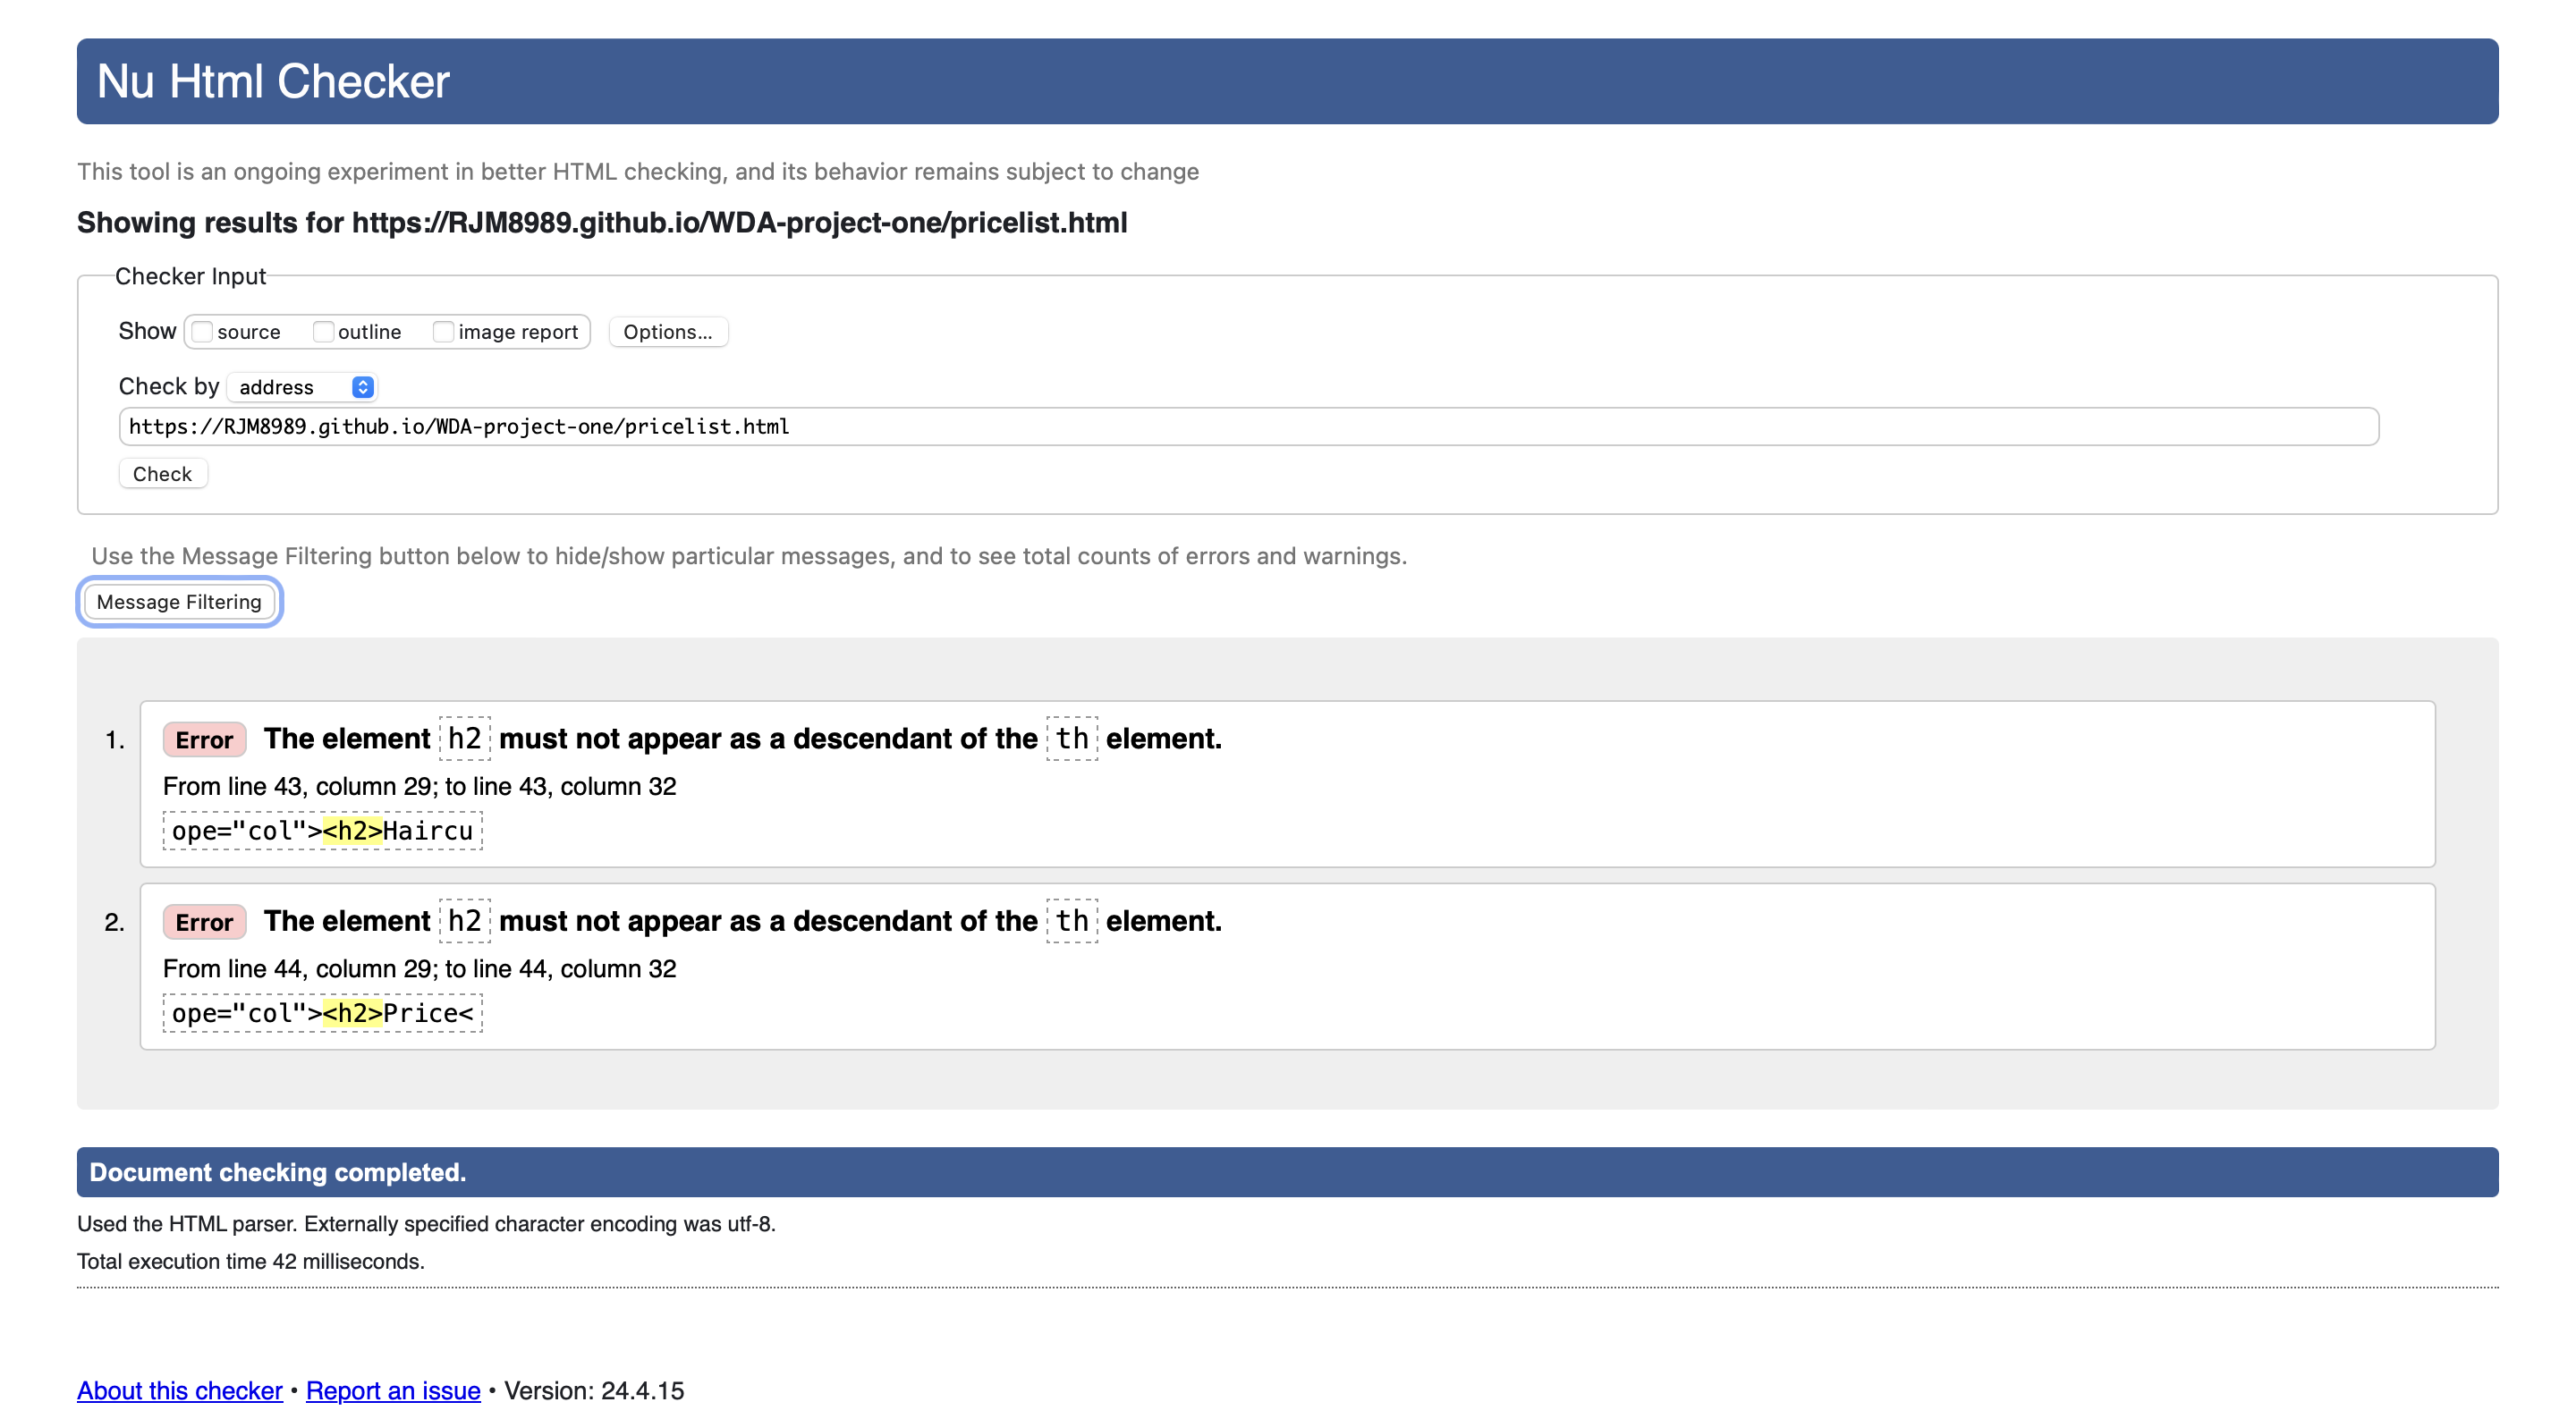 Nu Html Checker
This tool is an ongoing experiment in better HTML checking, and its behavior remains subject to change
Showing results for https://RJM8989.github.io/WDA-project-one/pricelist.html
Checker Input
Show source outline image report Options...
Check by address
https://RJM8989.github.io/WDA-project-one/pricelist.html
Check
Use the Message Filtering button below to hide/show particular messages, and to see total counts of errors and warnings.
Message Filtering
1. Error The element h2 must not appear as a descendant of the th element.
From line 43, column 29; to line 43, column 32
ope="col"><h2>Haircu
2. Error The element h2 must not appear as a descendant of the th element.
From line 44, column 29; to line 44, column 32
ope="col"><h2>Price<
Document checking completed.
Used the HTML parser. Externally specified character encoding was utf-8.
Total execution time 42 milliseconds.
About this checker • Report an issue • Version: 24.4.15